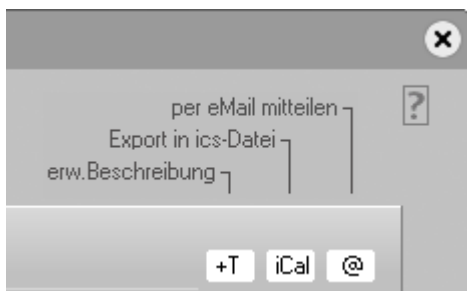 per eMail mitteilen
?
Export in ics-Datei
erw.Beschreibung
+T iCal @